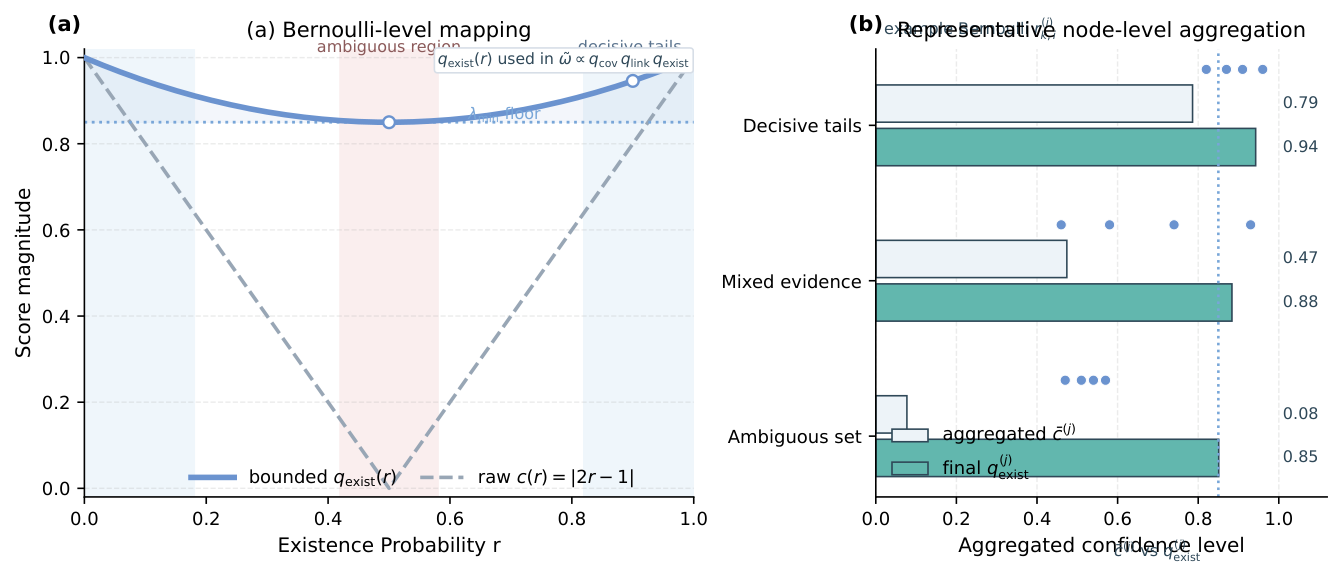 (a)
(a) Bernoulli-level mapping
ambiguous region
decisive tails
q_exist(r) used in ω̃ ∝ q_cov q_link q_exist
floor
Score magnitude
1.0
0.8
0.6
0.4
0.2
0.0
bounded q_exist(r)
raw c(r) = |2r − 1|
0.0 0.2 0.4 0.6 0.8 1.0
Existence Probability r
(b)
Representative node-level aggregation
Decisive tails
0.79
0.94
Mixed evidence
0.47
0.88
Ambiguous set
0.08
0.85
aggregated c̄^(j)
final q_exist^(j)
0.0 0.2 0.4 0.6 0.8 1.0
Aggregated confidence level
vs q_exist^(j)